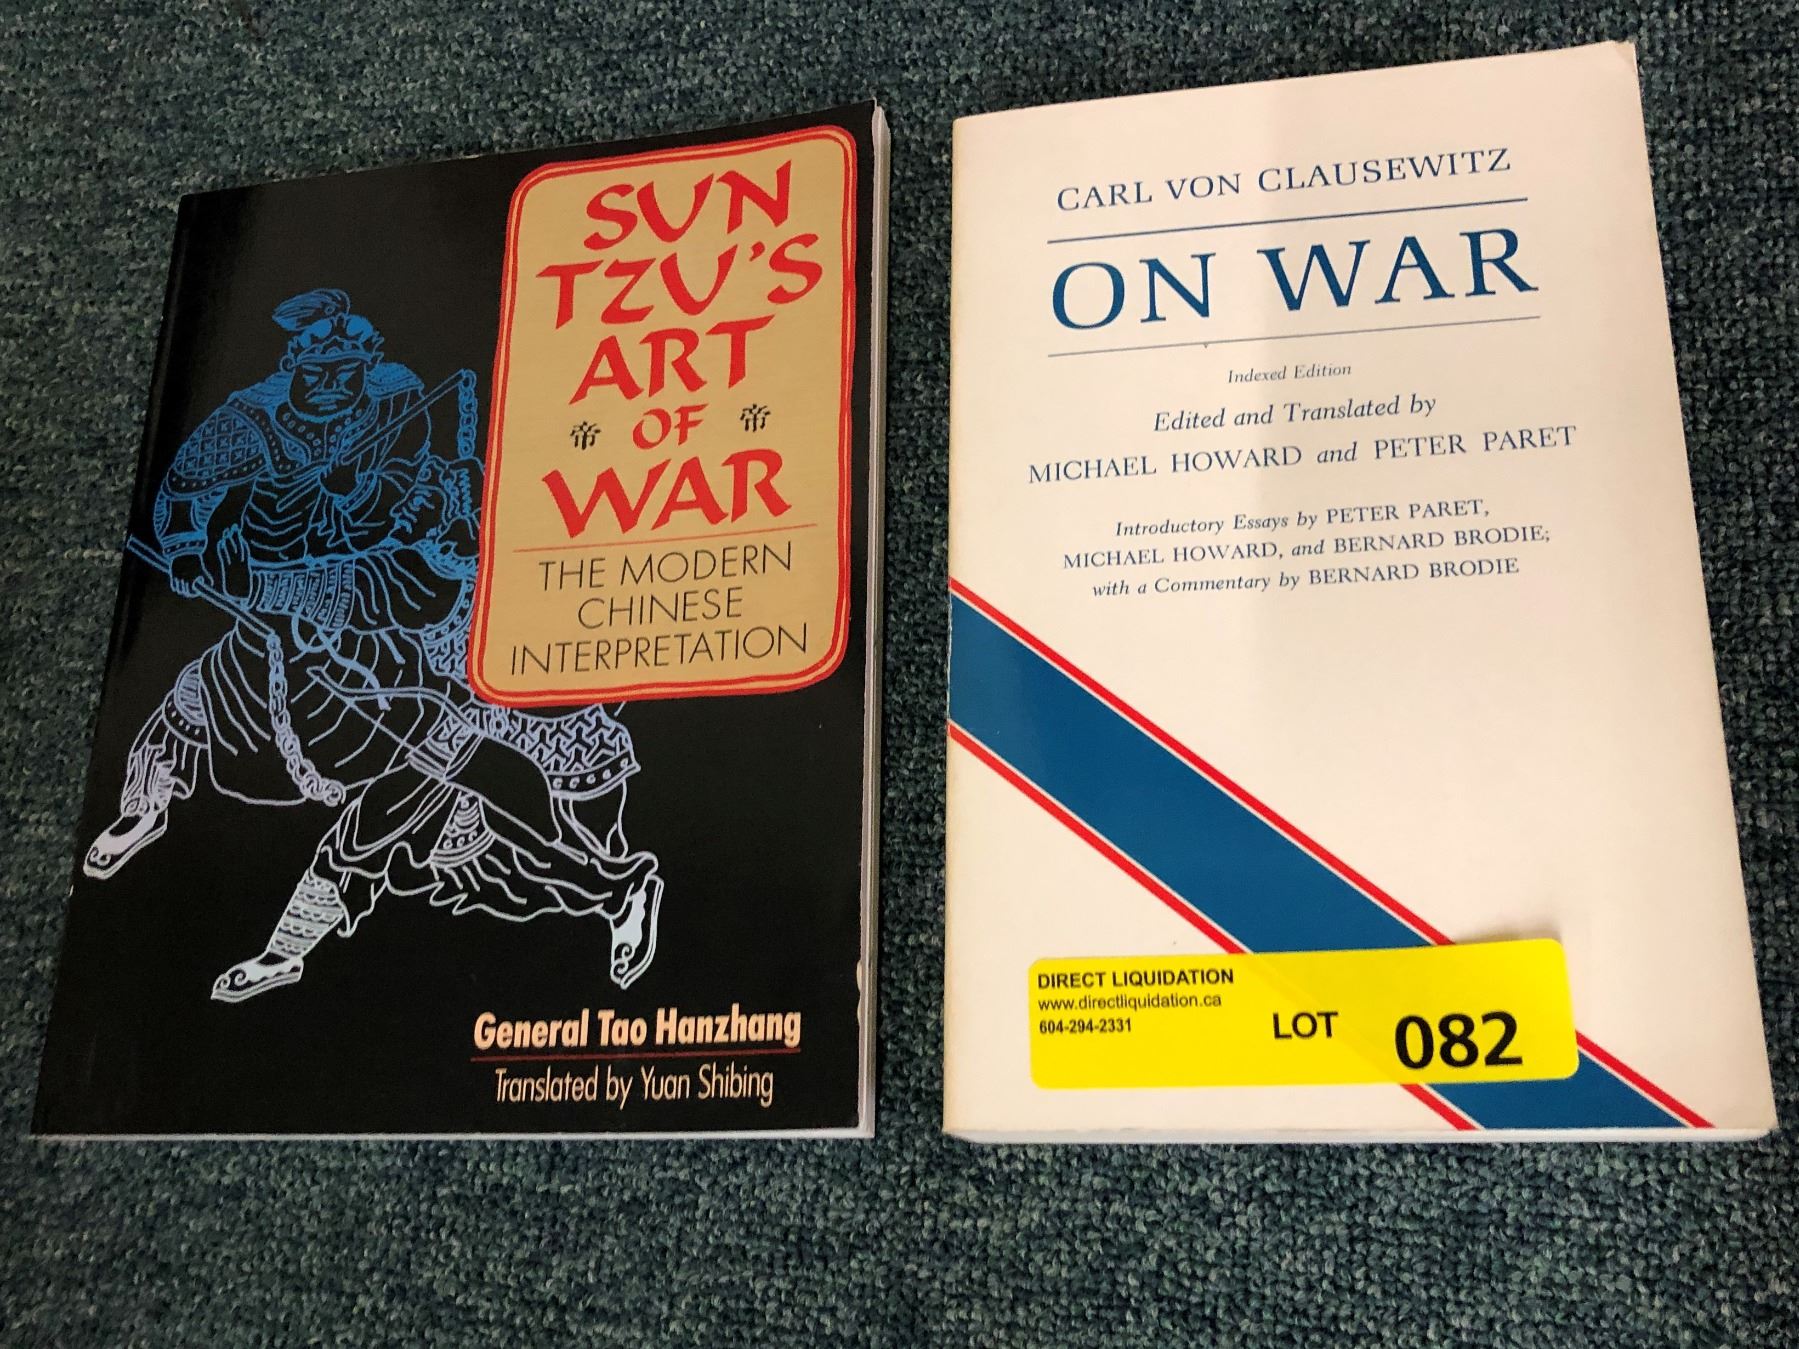 SUN
TZU'S
ART
帝 OF 帝
WAR
THE MODERN
CHINESE
INTERPRETATION
General Tao Hanzhang
Translated by Yuan Shibing
CARL VON CLAUSEWITZ
ON WAR
Indexed Edition
Edited and Translated by
MICHAEL HOWARD and PETER PARET
Introductory Essays by PETER PARET,
MICHAEL HOWARD, and BERNARD BRODIE;
with a Commentary by BERNARD BRODIE
DIRECT LIQUIDATION
www.directliquidation.ca
604-294-2331
LOT 082